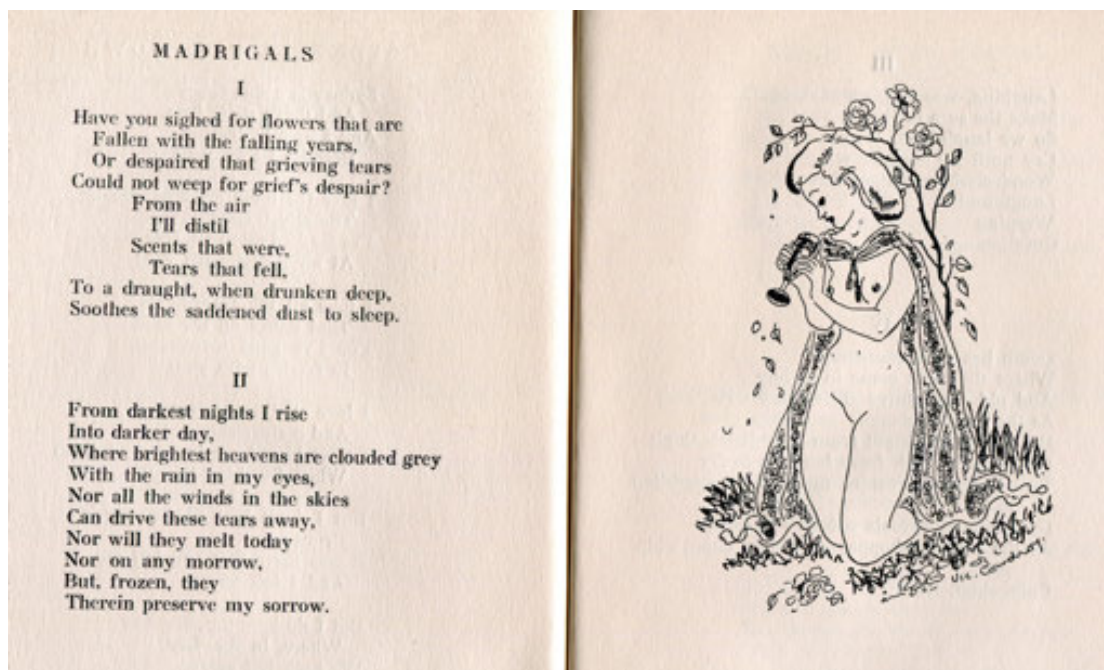 MADRIGALS
I
Have you sighed for flowers that are
Fallen with the falling years,
Or despaired that grieving tears
Could not weep for grief's despair?
From the air
I'll distil
Scents that were,
Tears that fell,
To a draught, when drunken deep,
Soothes the saddened dust to sleep.
II
From darkest nights I rise
Into darker day,
Where brightest heavens are clouded grey
With the rain in my eyes,
Nor all the winds in the skies
Can drive these tears away,
Nor will they melt today
Nor on any morrow,
But, frozen, they
Therein preserve my sorrow.
III